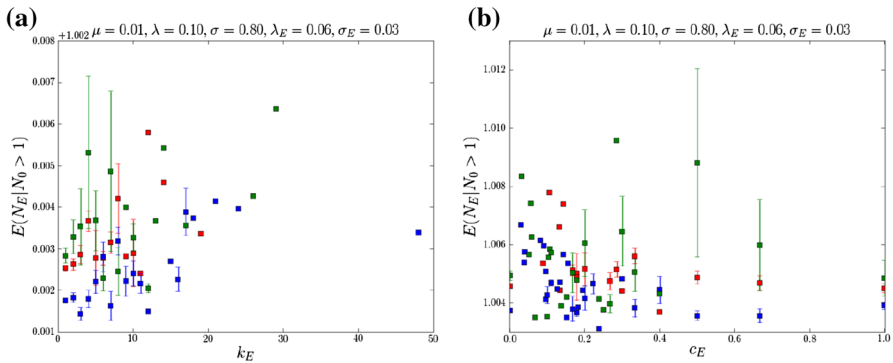 (a)
+1.002 μ = 0.01, λ = 0.10, σ = 0.80, λ_E = 0.06, σ_E = 0.03
0.008
0.007
0.006
0.005
0.004
0.003
0.002
0.001
E(N_E|N_0 > 1)
0 10 20 30 40 50
k_E
(b)
μ = 0.01, λ = 0.10, σ = 0.80, λ_E = 0.06, σ_E = 0.03
1.012
1.010
1.008
1.006
1.004
E(N_E|N_0 > 1)
0.0 0.2 0.4 0.6 0.8 1.0
c_E